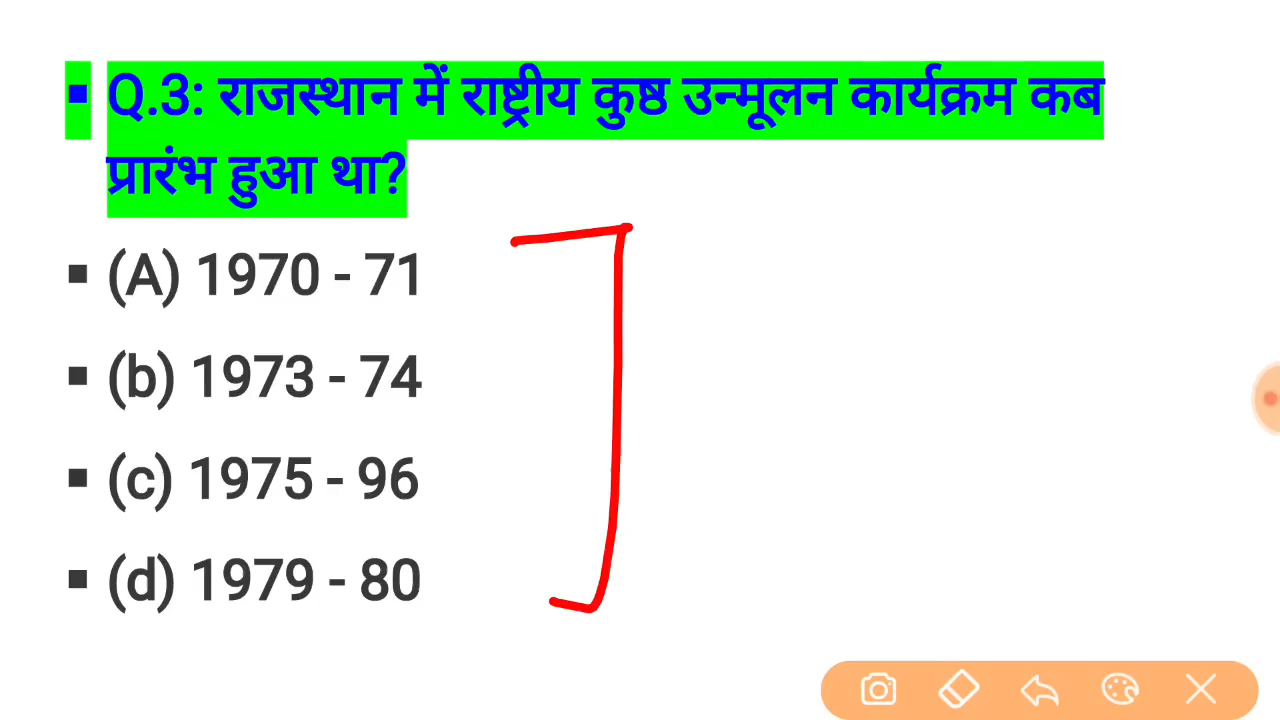 Q.3: राजस्थान में राष्ट्रीय कुष्ठ उन्मूलन कार्यक्रम कब
प्रारंभ हुआ था?
(A) 1970 - 71
(b) 1973 - 74
(c) 1975 - 96
(d) 1979 - 80